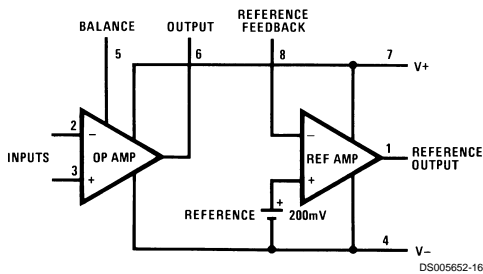 BALANCE
OUTPUT
REFERENCE
FEEDBACK
5
6
8
7
V+
2
−
INPUTS
OP AMP
3
+
−
REF AMP
+
1
REFERENCE
OUTPUT
REFERENCE
+
200mV
4
V−
DS005652-16